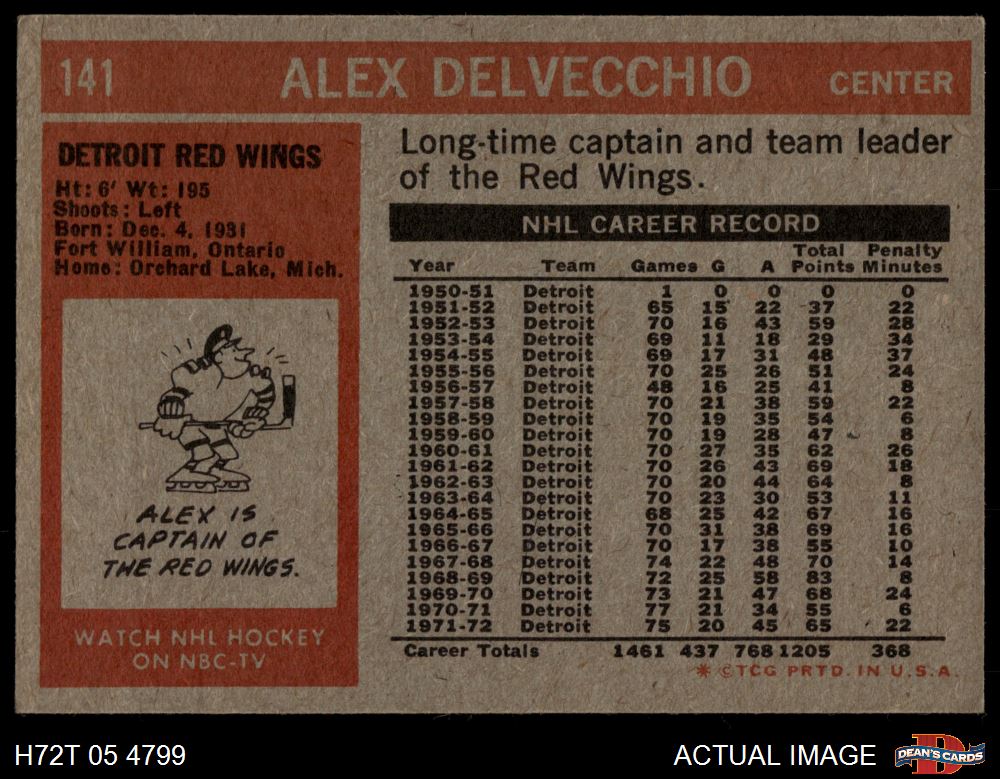 141 ALEX DELVECCHIO CENTER
DETROIT RED WINGS
Ht: 6' Wt: 195
Shoots: Left
Born: Dec. 4, 1931
Fort William, Ontario
Home: Orchard Lake, Mich.
ALEX IS
CAPTAIN OF
THE RED WINGS.
WATCH NHL HOCKEY
ON NBC-TV
Long-time captain and team leader
of the Red Wings.
NHL CAREER RECORD
Year Team Games G A Total Points Penalty Minutes
1950-51 Detroit 1 0 0 0 0
1951-52 Detroit 65 15 22 37 22
1952-53 Detroit 70 16 43 59 28
1953-54 Detroit 69 11 18 29 34
1954-55 Detroit 69 17 31 48 37
1955-56 Detroit 70 25 26 51 24
1956-57 Detroit 48 16 25 41 8
1957-58 Detroit 70 21 38 59 22
1958-59 Detroit 70 19 35 54 6
1959-60 Detroit 70 19 28 47 8
1960-61 Detroit 70 27 35 62 26
1961-62 Detroit 70 26 43 69 18
1962-63 Detroit 70 20 44 64 8
1963-64 Detroit 70 23 30 53 11
1964-65 Detroit 68 25 42 67 16
1965-66 Detroit 70 31 38 69 16
1966-67 Detroit 70 17 38 55 10
1967-68 Detroit 74 22 48 70 14
1968-69 Detroit 72 25 58 83 8
1969-70 Detroit 73 21 47 68 24
1970-71 Detroit 77 21 34 55 6
1971-72 Detroit 75 20 45 65 22
Career Totals 1461 437 768 1205 368
* © TCG PRTD. IN U.S.A.
H72T 05 4799 ACTUAL IMAGE DEAN'S CARDS